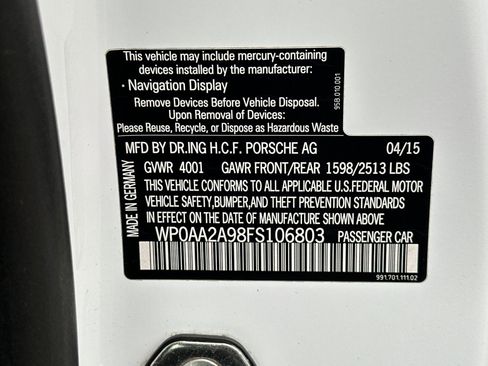 This vehicle may include mercury-containing
devices installed by the manufacturer:
· Navigation Display
Remove Devices Before Vehicle Disposal.
Upon Removal of Devices:
Please Reuse, Recycle, or Dispose as Hazardous Waste
95B.010.001
MFD BY DR.ING H.C.F. PORSCHE AG 04/15
GVWR 4001 GAWR FRONT/REAR 1598/2513 LBS
THIS VEHICLE CONFORMS TO ALL APPLICABLE U.S.FEDERAL MOTOR
VEHICLE SAFETY,BUMPER,AND THEFT PREVENTION STANDARDS
IN EFFECT ON THE DATE OF MANUFACTURE SHOWN ABOVE.
WP0AA2A98FS106803 PASSENGER CAR
MADE IN GERMANY
991.701.111.02